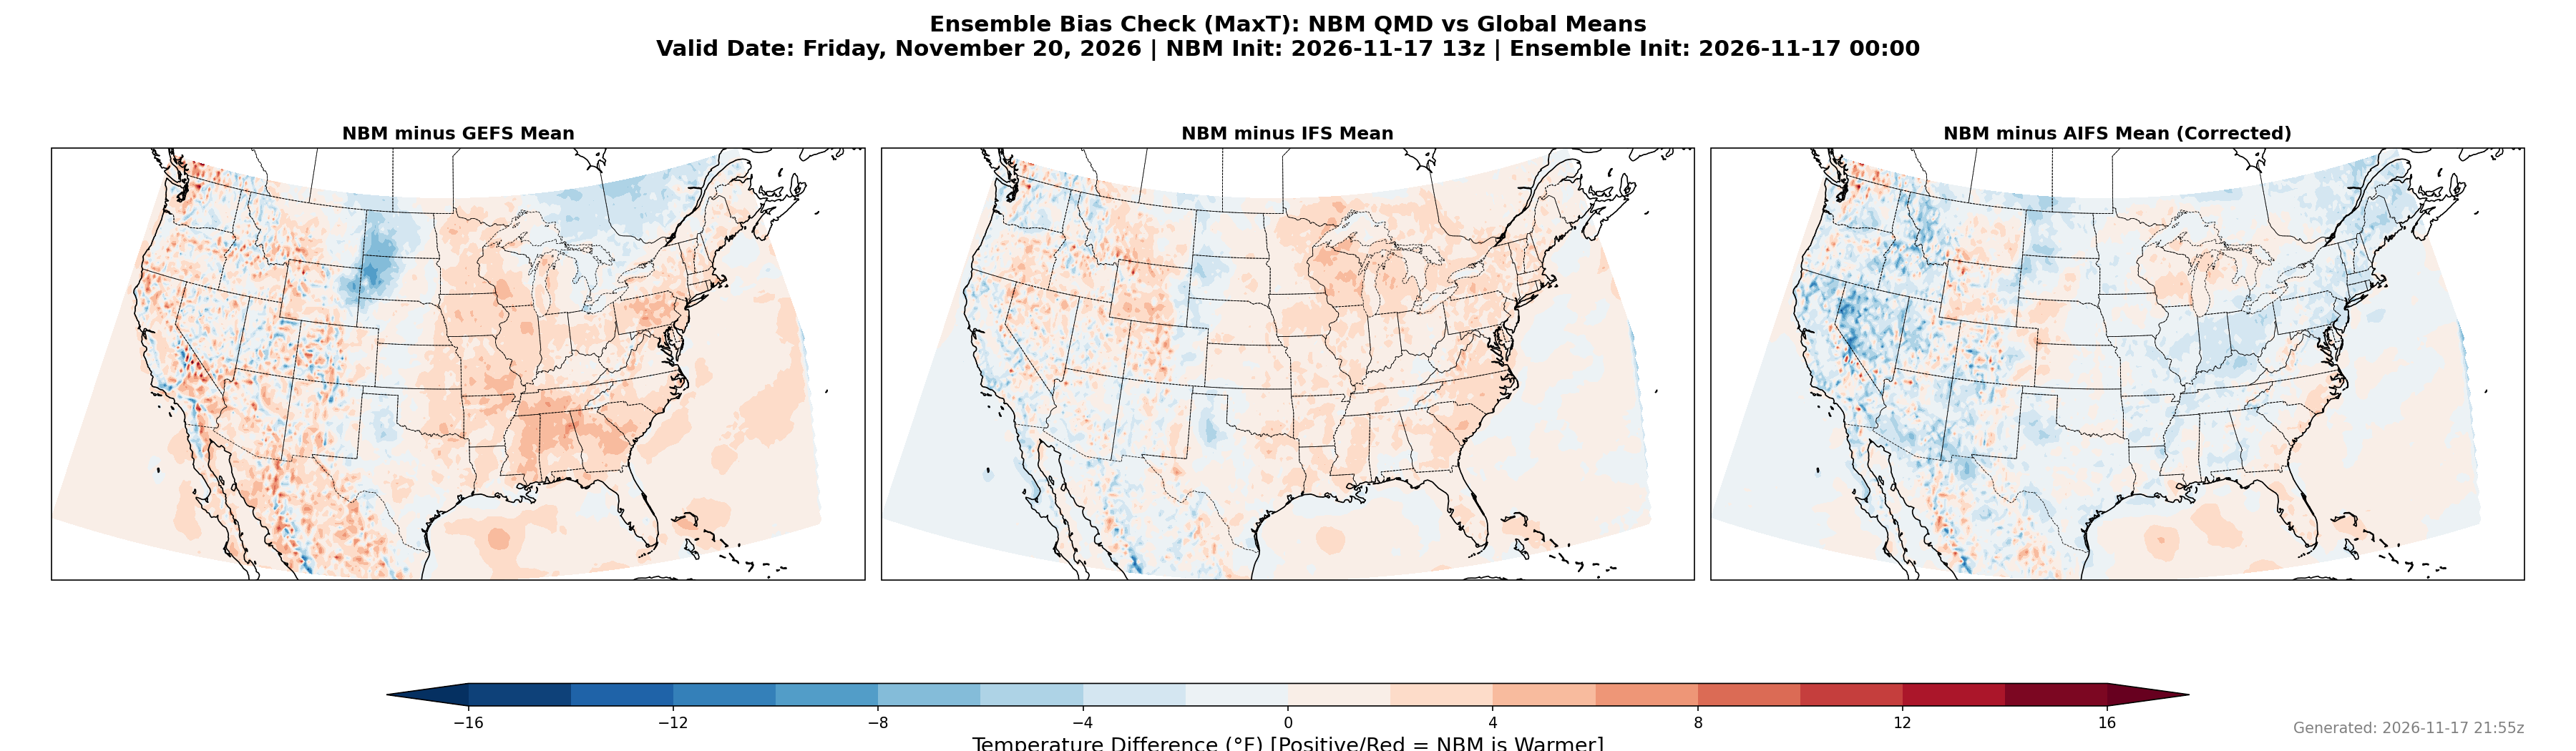 Ensemble Bias Check (MaxT): NBM QMD vs Global Means
Valid Date: Friday, November 20, 2026 | NBM Init: 2026-11-17 13z | Ensemble Init: 2026-11-17 00:00
NBM minus GEFS Mean
NBM minus IFS Mean
NBM minus AIFS Mean (Corrected)
−16 −12 −8 −4 0 4 8 12 16
Generated: 2026-11-17 21:55z
Temperature Difference (°F) [Positive/Red = NBM is Warmer]